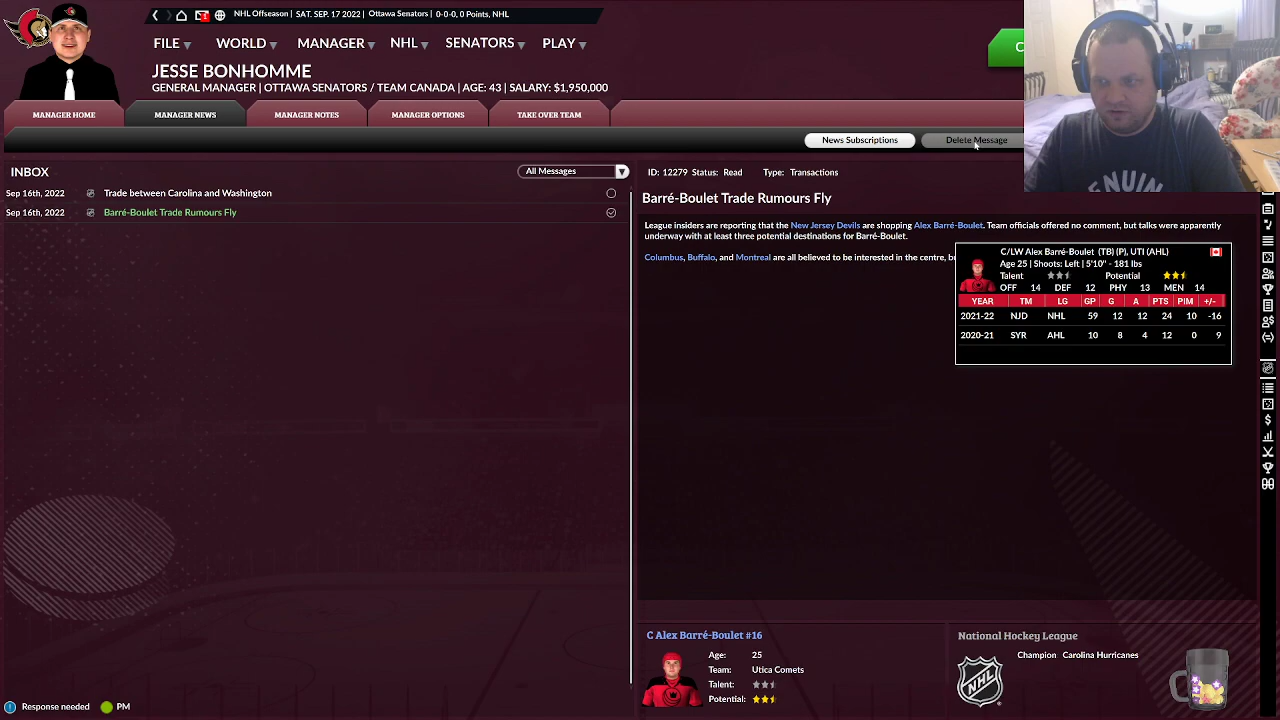 NHL Offseason | SAT. SEP. 17 2022 | Ottawa Senators | 0-0-0, 0 Points, NHL
FILE WORLD MANAGER NHL SENATORS PLAY
JESSE BONHOMME
GENERAL MANAGER | OTTAWA SENATORS / TEAM CANADA | AGE: 43 | SALARY: $1,950,000
MANAGER HOME MANAGER NEWS MANAGER NOTES MANAGER OPTIONS TAKE OVER TEAM
News Subscriptions Delete Message
INBOX All Messages
Sep 16th, 2022 Trade between Carolina and Washington
Sep 16th, 2022 Barré-Boulet Trade Rumours Fly
ID: 12279 Status: Read Type: Transactions
Barré-Boulet Trade Rumours Fly
League insiders are reporting that the New Jersey Devils are shopping Alex Barré-Boulet. Team officials offered no comment, but talks were apparently
underway with at least three potential destinations for Barré-Boulet.
Columbus, Buffalo, and Montreal are all believed to be interested in the centre,
C/LW Alex Barré-Boulet (TB) (P), UTI (AHL)
Age 25 | Shoots: Left | 5'10" - 181 lbs
Talent Potential
OFF 14 DEF 12 PHY 13 MEN 14
YEAR TM LG GP G A PTS PIM +/-
2021-22 NJD NHL 59 12 12 24 10 -16
2020-21 SYR AHL 10 8 4 12 0 9
C Alex Barré-Boulet #16
Age: 25
Team: Utica Comets
Talent:
Potential:
National Hockey League
Champion Carolina Hurricanes
NHL
Response needed PM